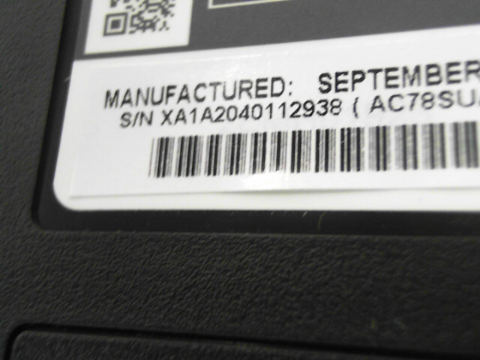 MANUFACTURED: SEPTEMBER
S/N XA1A2040112938 ( AC78SU